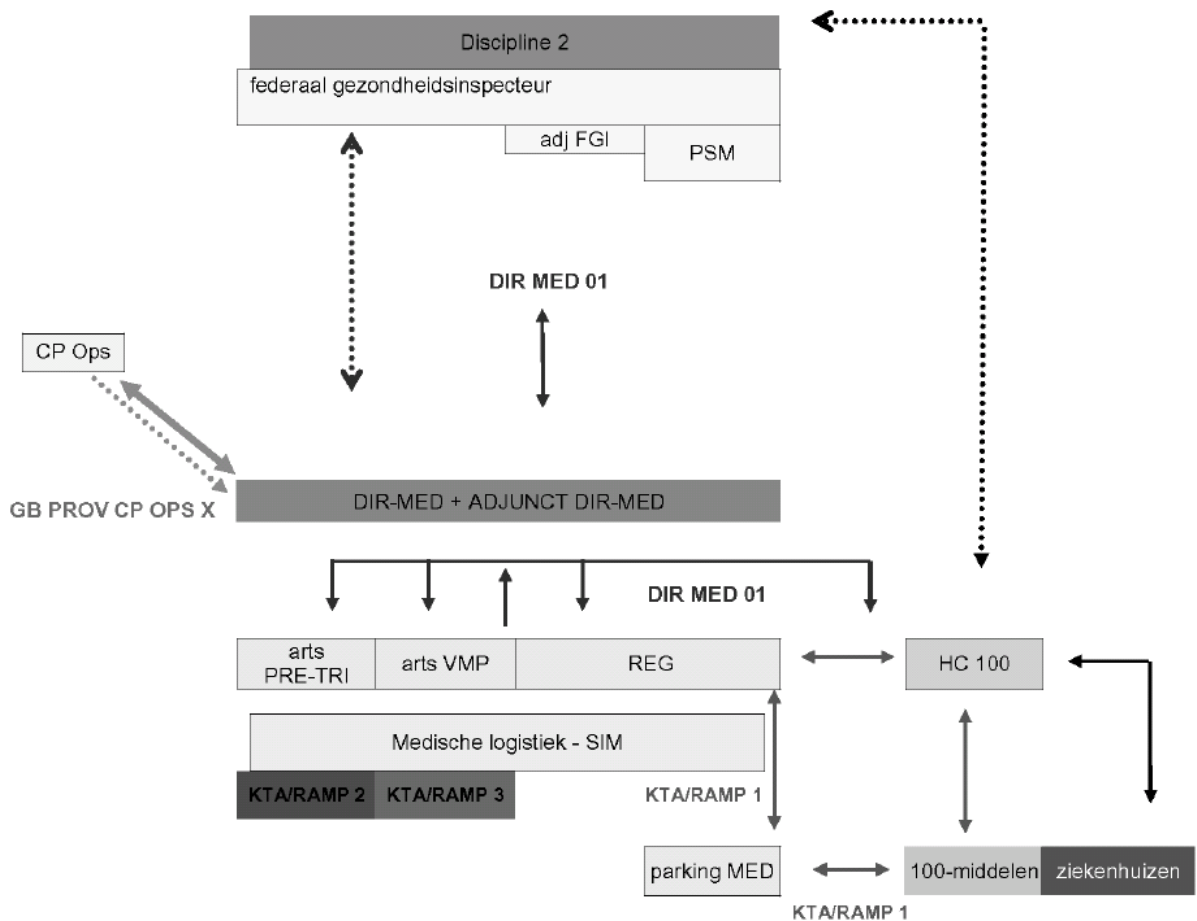 Discipline 2
federaal gezondheidsinspecteur
adj FGI
PSM
DIR MED 01
CP Ops
GB PROV CP OPS X
DIR-MED + ADJUNCT DIR-MED
DIR MED 01
arts
PRE-TRI
arts VMP
REG
HC 100
Medische logistiek - SIM
KTA/RAMP 2
KTA/RAMP 3
KTA/RAMP 1
parking MED
100-middelen
ziekenhuizen
KTA/RAMP 1